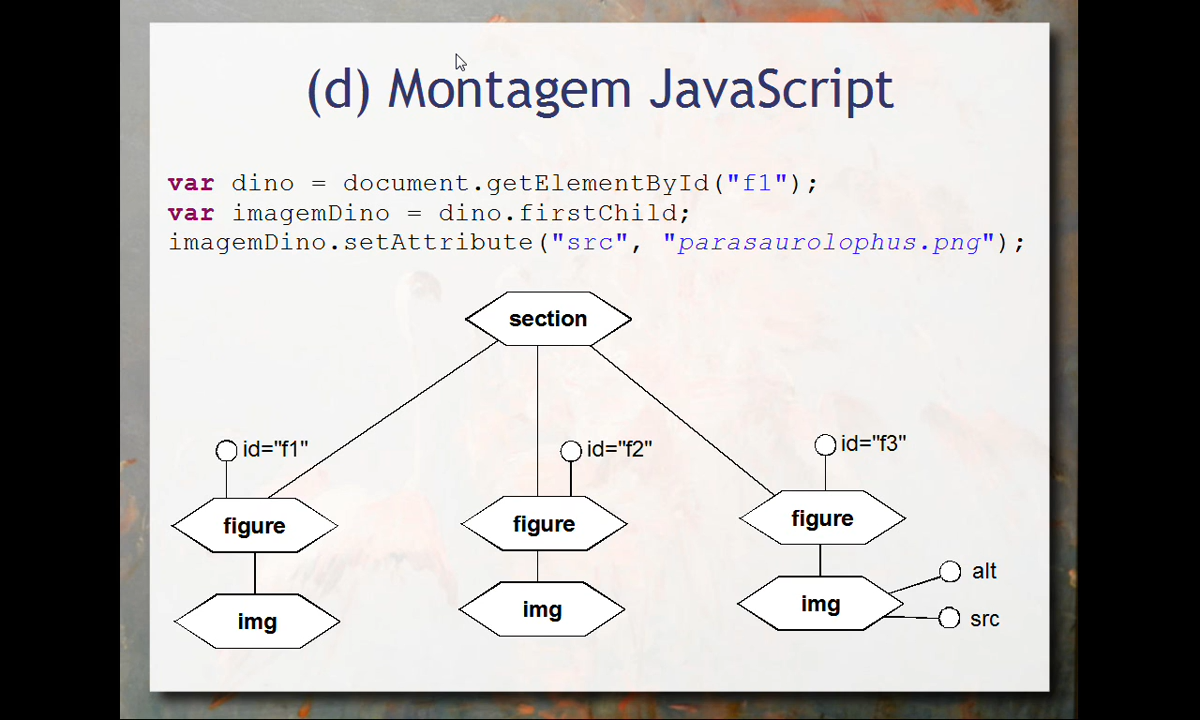 (d) Montagem JavaScript
var dino = document.getElementById("f1");
var imagemDino = dino.firstChild;
imagemDino.setAttribute("src", "parasaurolophus.png");
section
id="f1"
id="f2"
id="f3"
figure
figure
figure
img
img
img
alt
src